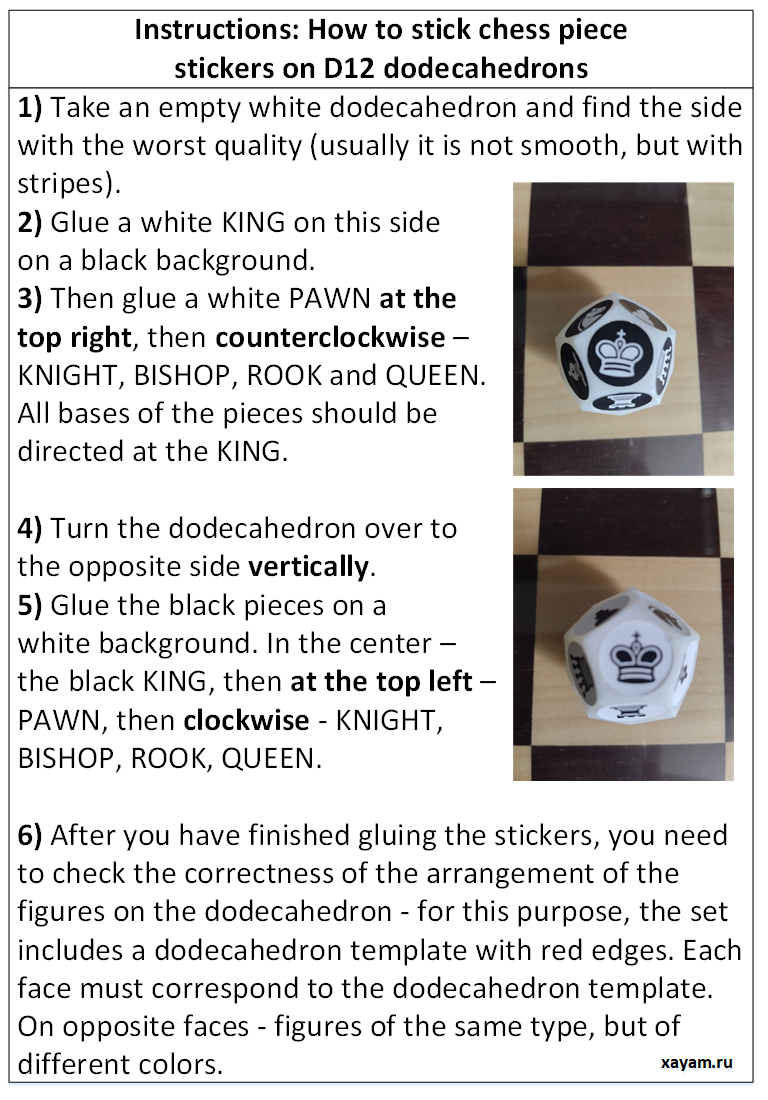 Instructions: How to stick chess piece
stickers on D12 dodecahedrons
1) Take an empty white dodecahedron and find the side
with the worst quality (usually it is not smooth, but with
stripes).
2) Glue a white KING on this side
on a black background.
3) Then glue a white PAWN at the
top right, then counterclockwise –
KNIGHT, BISHOP, ROOK and QUEEN.
All bases of the pieces should be
directed at the KING.
4) Turn the dodecahedron over to
the opposite side vertically.
5) Glue the black pieces on a
white background. In the center –
the black KING, then at the top left –
PAWN, then clockwise - KNIGHT,
BISHOP, ROOK, QUEEN.
6) After you have finished gluing the stickers, you need
to check the correctness of the arrangement of the
figures on the dodecahedron - for this purpose, the set
includes a dodecahedron template with red edges. Each
face must correspond to the dodecahedron template.
On opposite faces - figures of the same type, but of
different colors.
xayam.ru